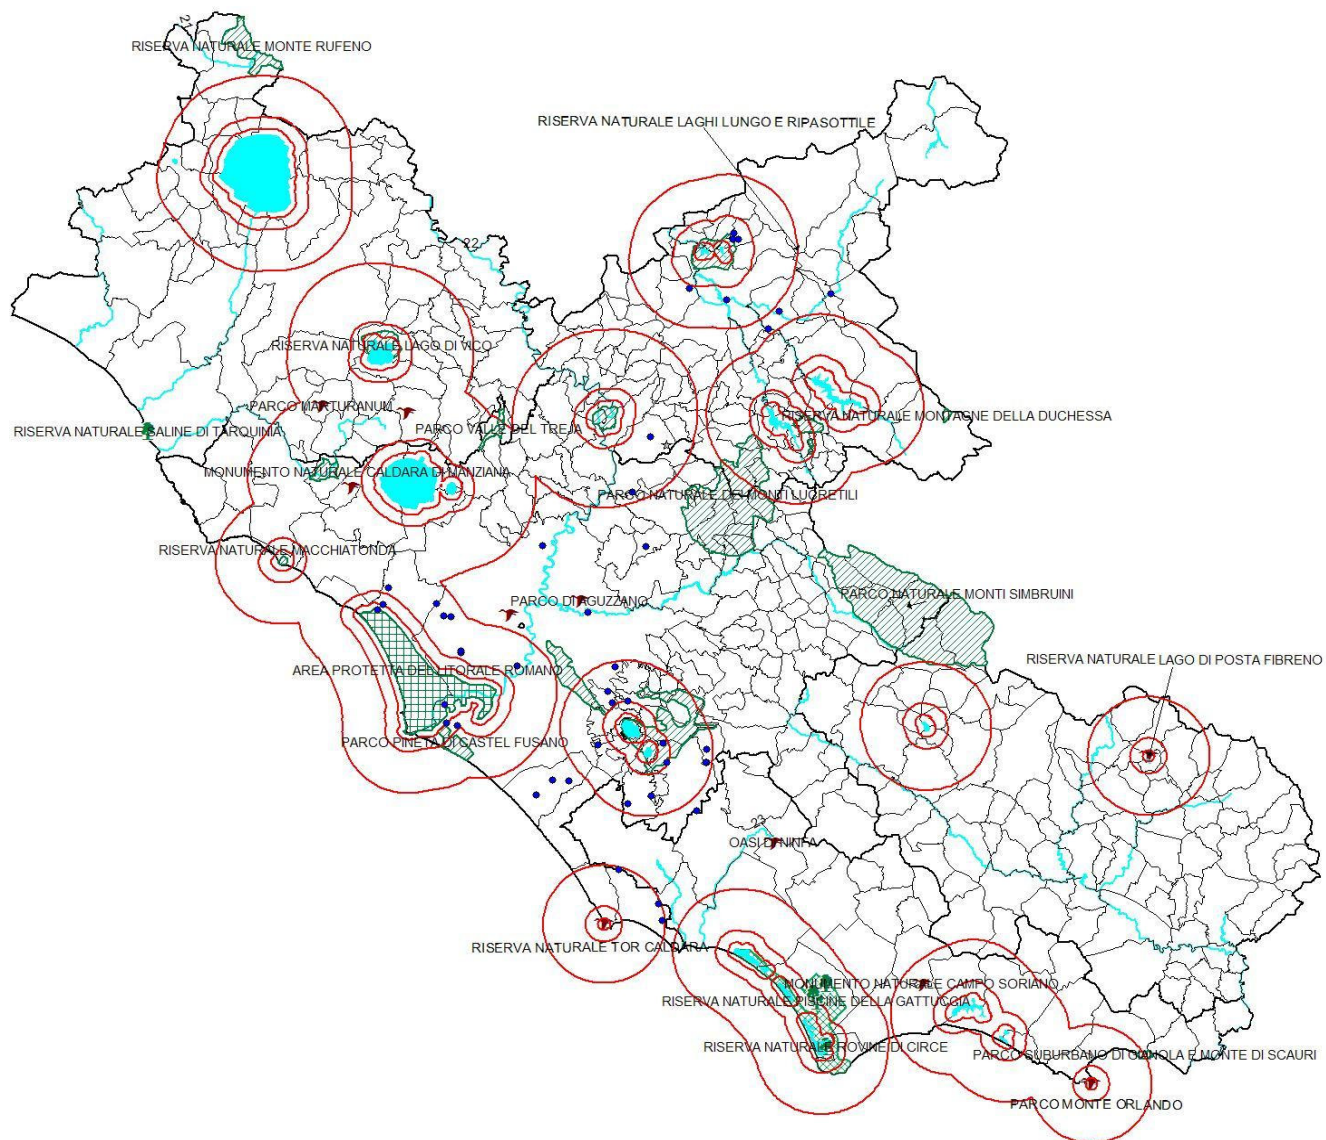 21
RISERVA NATURALE MONTE RUFENO
RISERVA NATURALE LAGHI LUNGO E RIPASOTTILE
22
RISERVA NATURALE LAGO DI VICO
PARCO MARTURANUM
RISERVA NATURALE MONTAGNE DELLA DUCHESSA
RISERVA NATURALE SALINE DI TARQUINIA
PARCO VALLE DEL TREJA
MONUMENTO NATURALE CALDARA DI MANZIANA
PARCO NATURALE DEI MONTI LUCRETILI
RISERVA NATURALE MACCHIATONDA
PARCO NATURALE MONTI SIMBRUINI
PARCO DI AGUZZANO
RISERVA NATURALE LAGO DI POSTA FIBRENO
AREA PROTETTA DEL LITORALE ROMANO
PARCO PINETA DI CASTEL FUSANO
23
OASI DI NINFA
RISERVA NATURALE TOR CALDARA
MONUMENTO NATURALE CAMPO SORIANO
RISERVA NATURALE PISCINE DELLA GATTUCCIA
RISERVA NATURALE ROVINE DI CIRCE
PARCO SUBURBANO DI GIANOLA E MONTE DI SCAURI
PARCO MONTE ORLANDO